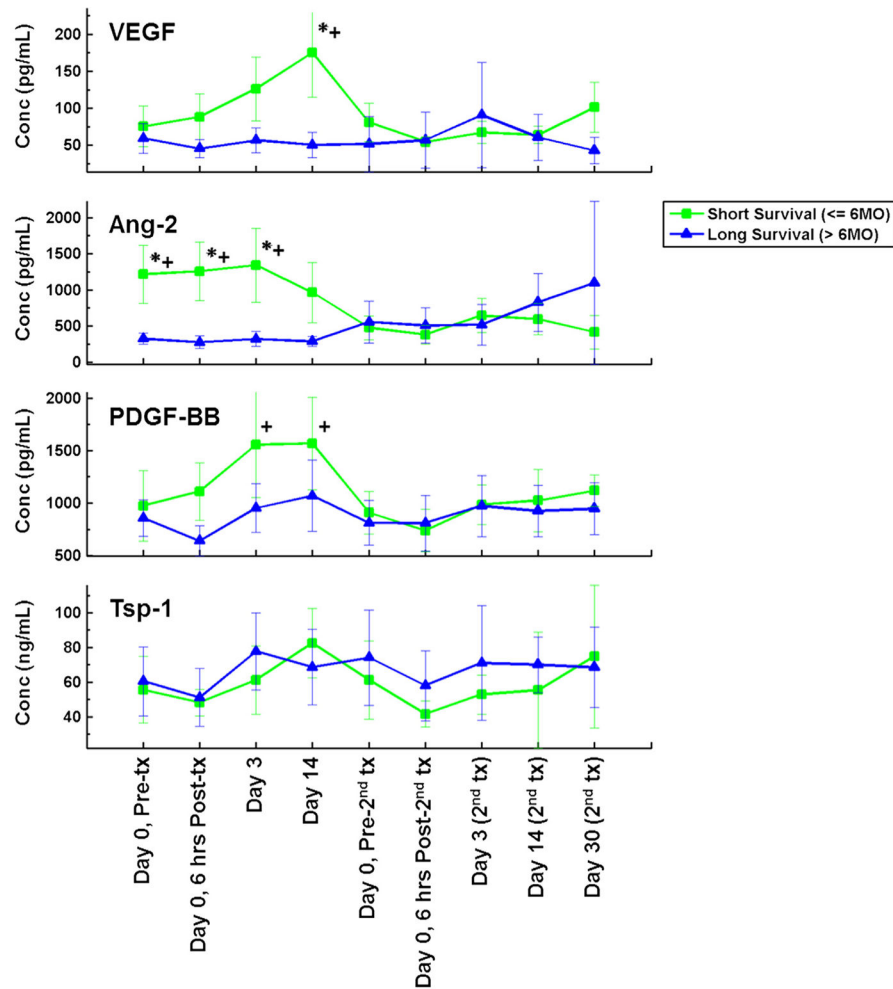 VEGF
Conc (pg/mL)
200
150
100
50
*+
Ang-2
Conc (pg/mL)
2000
1500
1000
500
0
*+
*+
*+
Short Survival (<= 6MO)
Long Survival (> 6MO)
PDGF-BB
Conc (pg/mL)
2000
1500
1000
500
+
+
Tsp-1
Conc (ng/mL)
100
80
60
40
Day 0, Pre-tx
Day 0, 6 hrs Post-tx
Day 3
Day 14
Day 0, Pre-2nd tx
Day 0, 6 hrs Post-2nd tx
Day 3 (2nd tx)
Day 14 (2nd tx)
Day 30 (2nd tx)